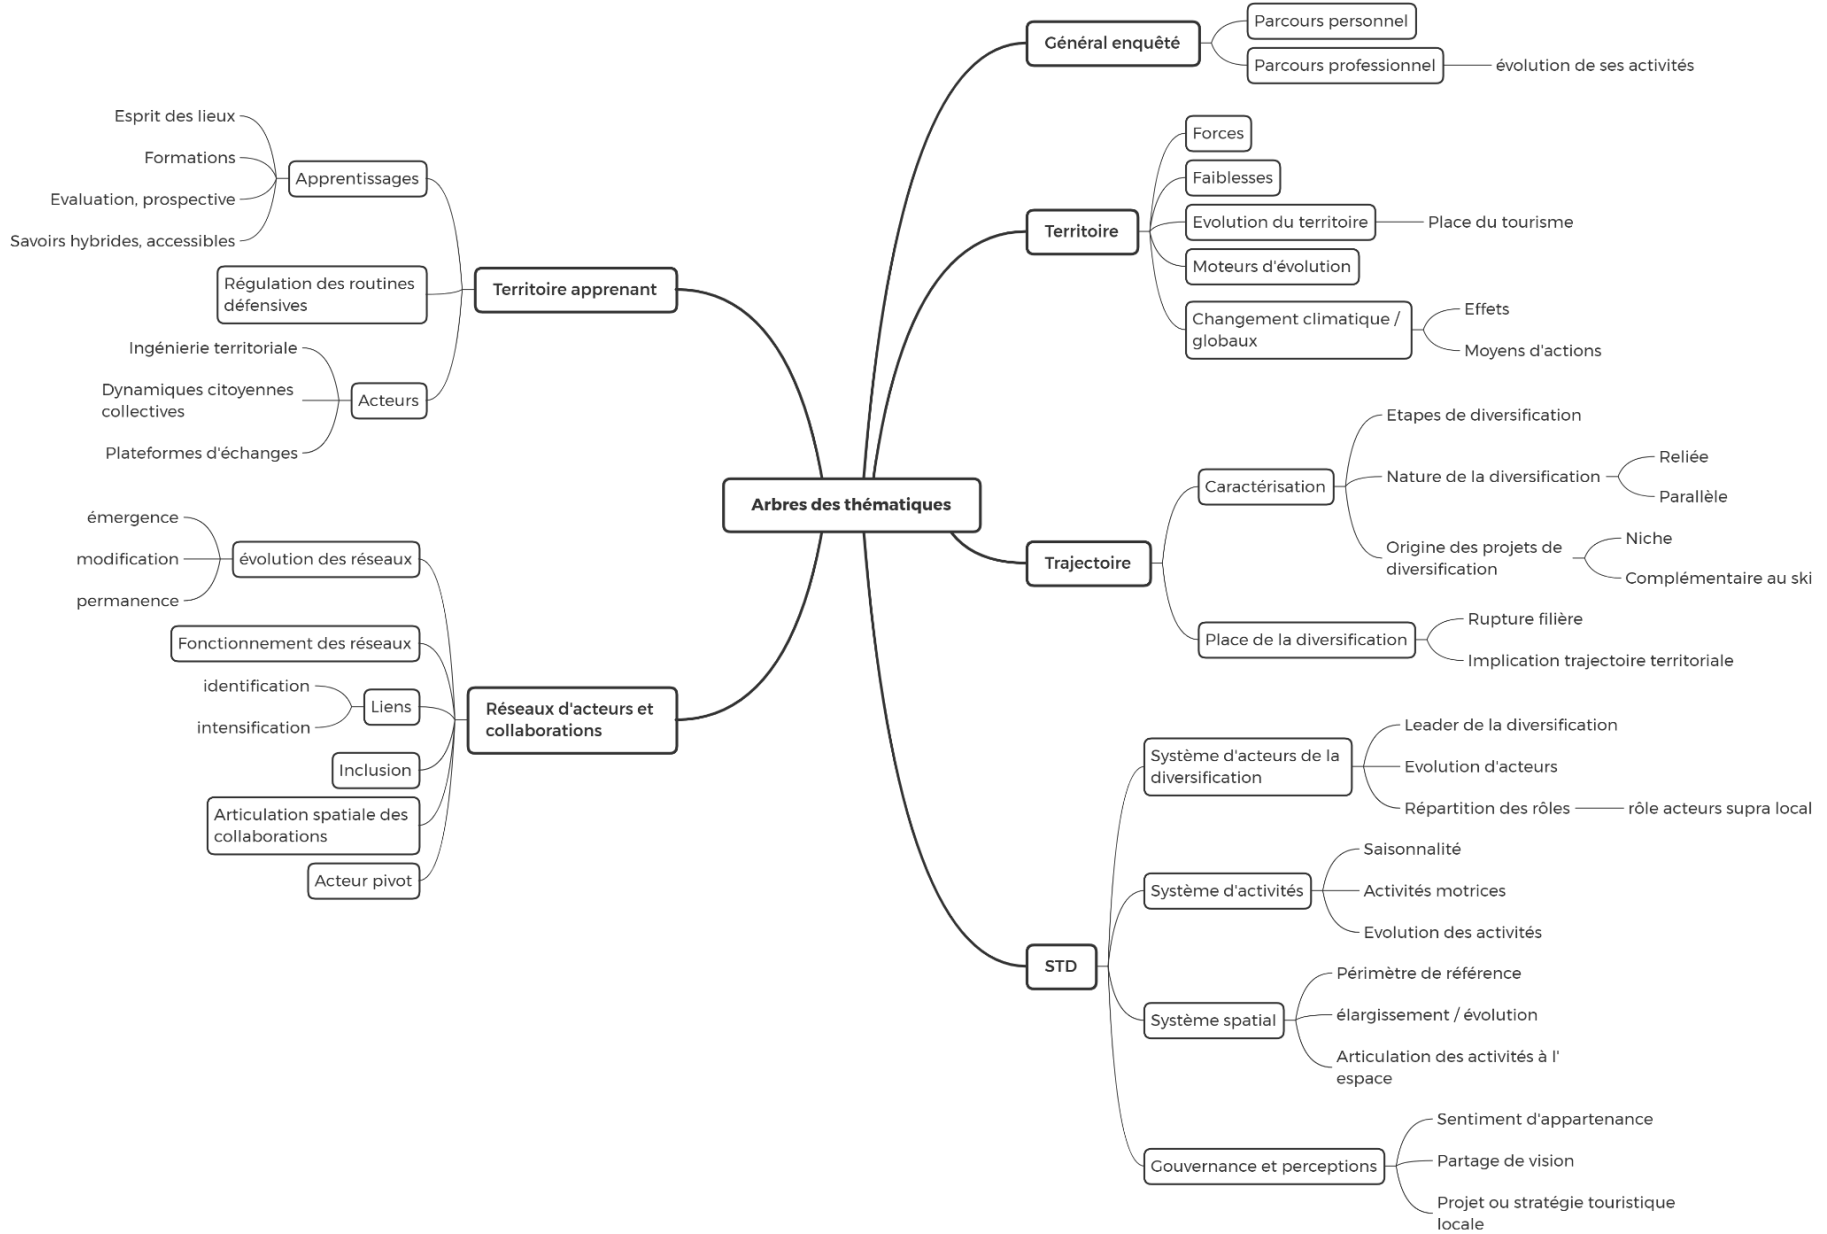 Arbres des thématiques
Général enquêté
Parcours personnel
Parcours professionnel
évolution de ses activités
Territoire
Forces
Faiblesses
Evolution du territoire
Place du tourisme
Moteurs d'évolution
Changement climatique /
globaux
Effets
Moyens d'actions
Trajectoire
Caractérisation
Etapes de diversification
Nature de la diversification
Reliée
Parallèle
Origine des projets de
diversification
Niche
Complémentaire au ski
Place de la diversification
Rupture filière
Implication trajectoire territoriale
STD
Système d'acteurs de la
diversification
Leader de la diversification
Evolution d'acteurs
Répartition des rôles
rôle acteurs supra local
Système d'activités
Saisonnalité
Activités motrices
Evolution des activités
Système spatial
Périmètre de référence
élargissement / évolution
Articulation des activités à l'
espace
Gouvernance et perceptions
Sentiment d'appartenance
Partage de vision
Projet ou stratégie touristique
locale
Territoire apprenant
Apprentissages
Esprit des lieux
Formations
Evaluation, prospective
Savoirs hybrides, accessibles
Régulation des routines
défensives
Acteurs
Ingénierie territoriale
Dynamiques citoyennes
collectives
Plateformes d'échanges
Réseaux d'acteurs et
collaborations
évolution des réseaux
émergence
modification
permanence
Fonctionnement des réseaux
Liens
identification
intensification
Inclusion
Articulation spatiale des
collaborations
Acteur pivot